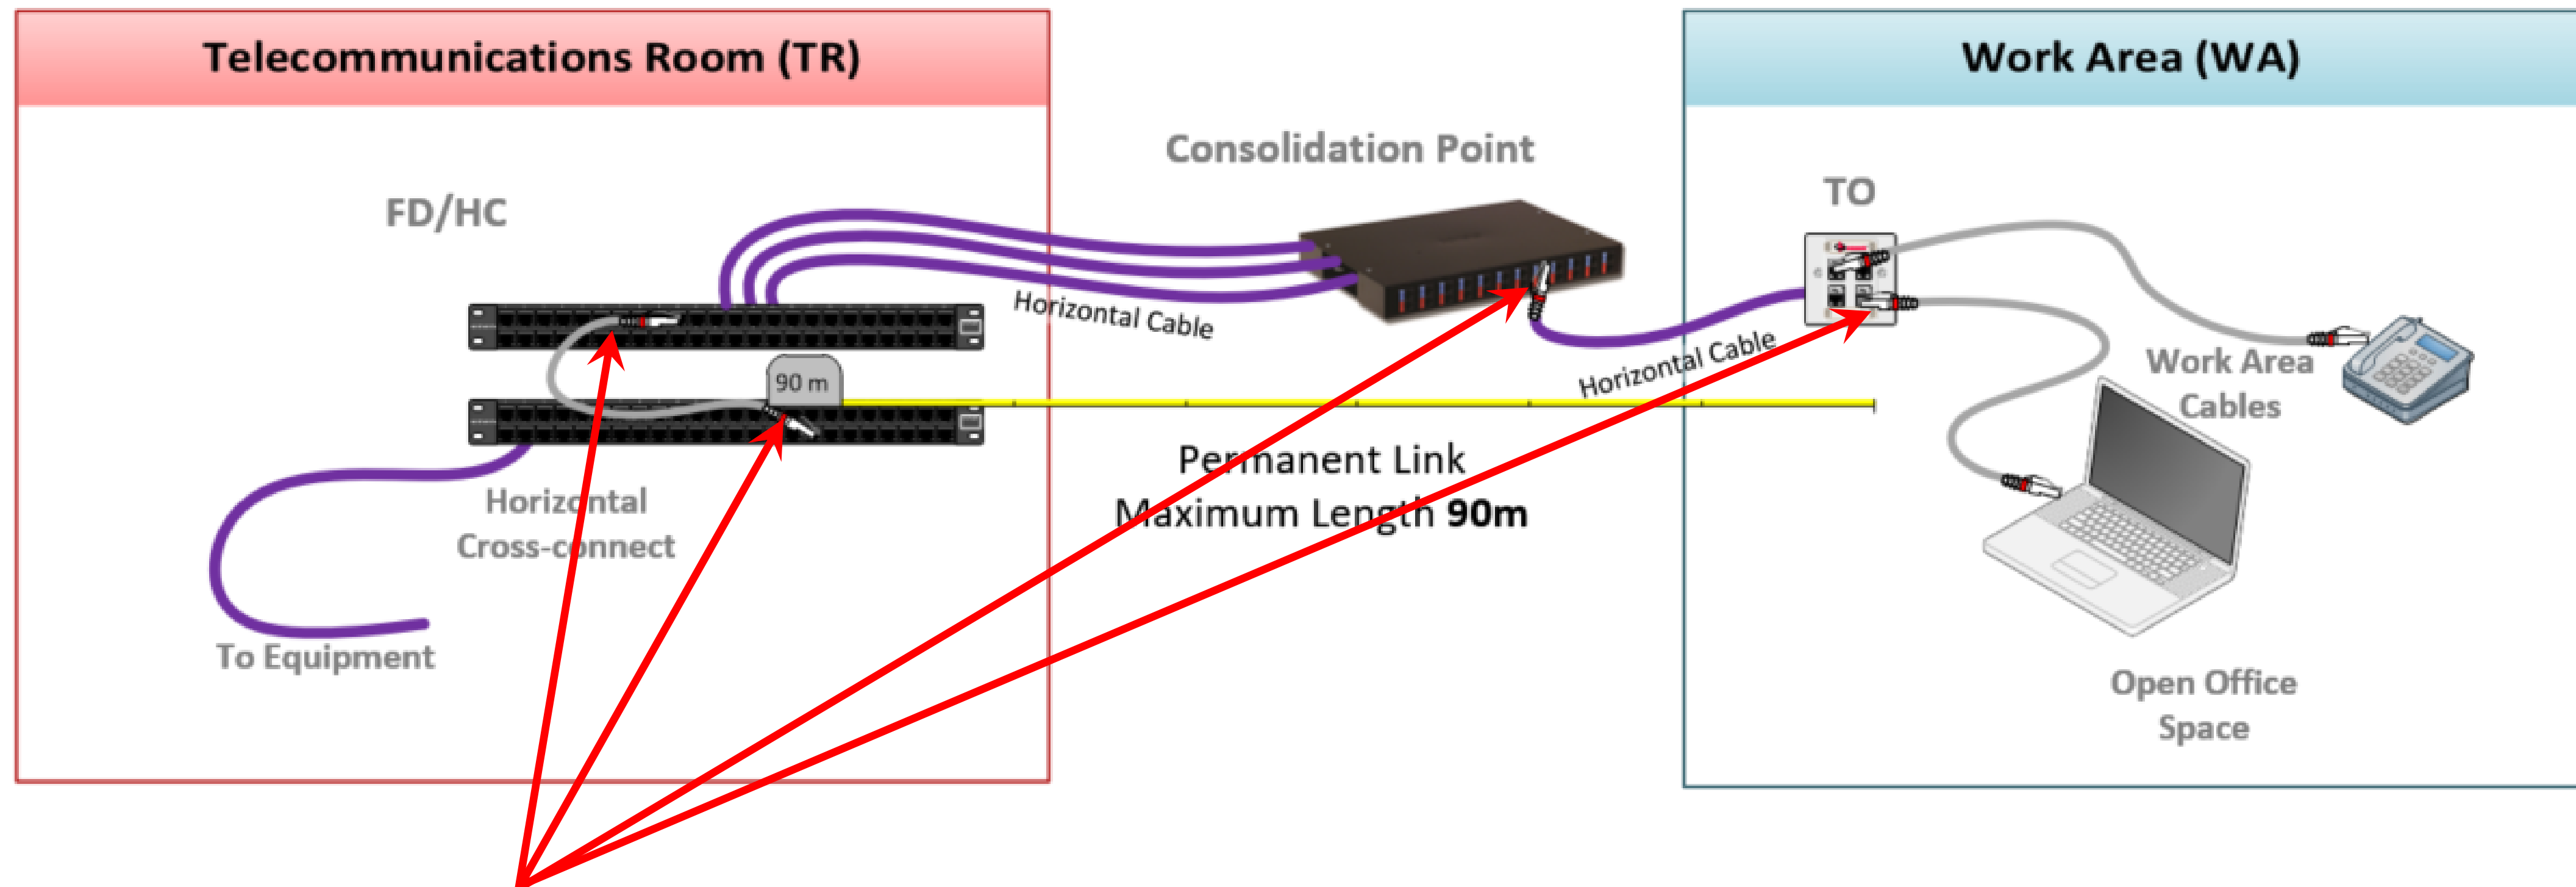 Telecommunications Room (TR)
Work Area (WA)
Consolidation Point
FD/HC
TO
Horizontal Cable
Horizontal Cable
90 m
Work Area
Cables
Permanent Link
Maximum Length 90m
Horizontal
Cross-connect
To Equipment
Open Office
Space